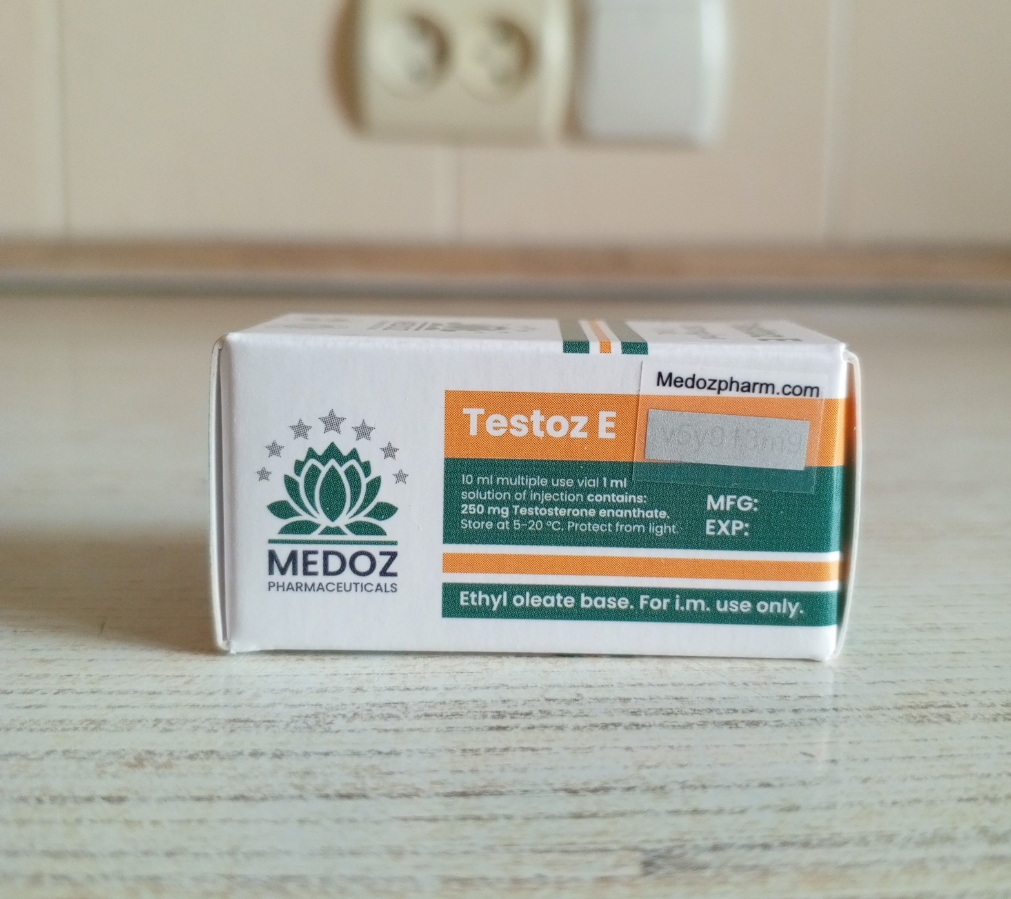 MEDOZ
PHARMACEUTICALS
Medozpharm.com
Testoz E
10 ml multiple use vial 1 ml
solution of injection contains:
250 mg Testosterone enanthate.
Store at 5-20 °C. Protect from light.
MFG:
EXP:
Ethyl oleate base. For i.m. use only.